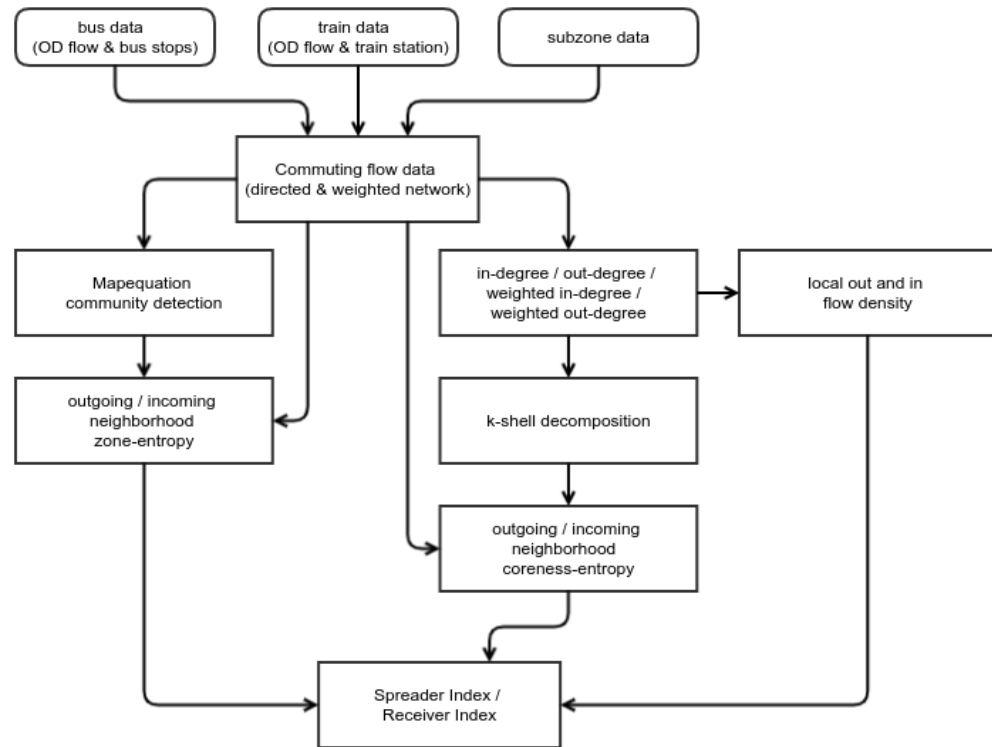 bus data
(OD flow & bus stops)
train data
(OD flow & train station)
subzone data
Commuting flow data
(directed & weighted network)
Mapequation
community detection
in-degree / out-degree /
weighted in-degree /
weighted out-degree
local out and in
flow density
outgoing / incoming
neighborhood
zone-entropy
k-shell decomposition
outgoing / incoming
neighborhood
coreness-entropy
Spreader Index /
Receiver Index